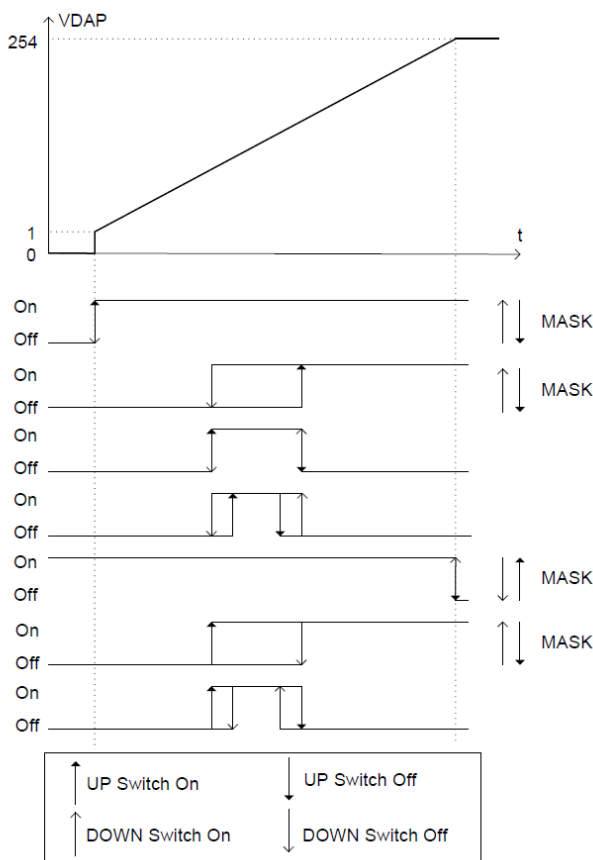 VDAP
254
1
0
t
On
Off
MASK
On
Off
MASK
On
Off
On
Off
On
Off
MASK
On
Off
MASK
On
Off
UP Switch On
UP Switch Off
DOWN Switch On
DOWN Switch Off